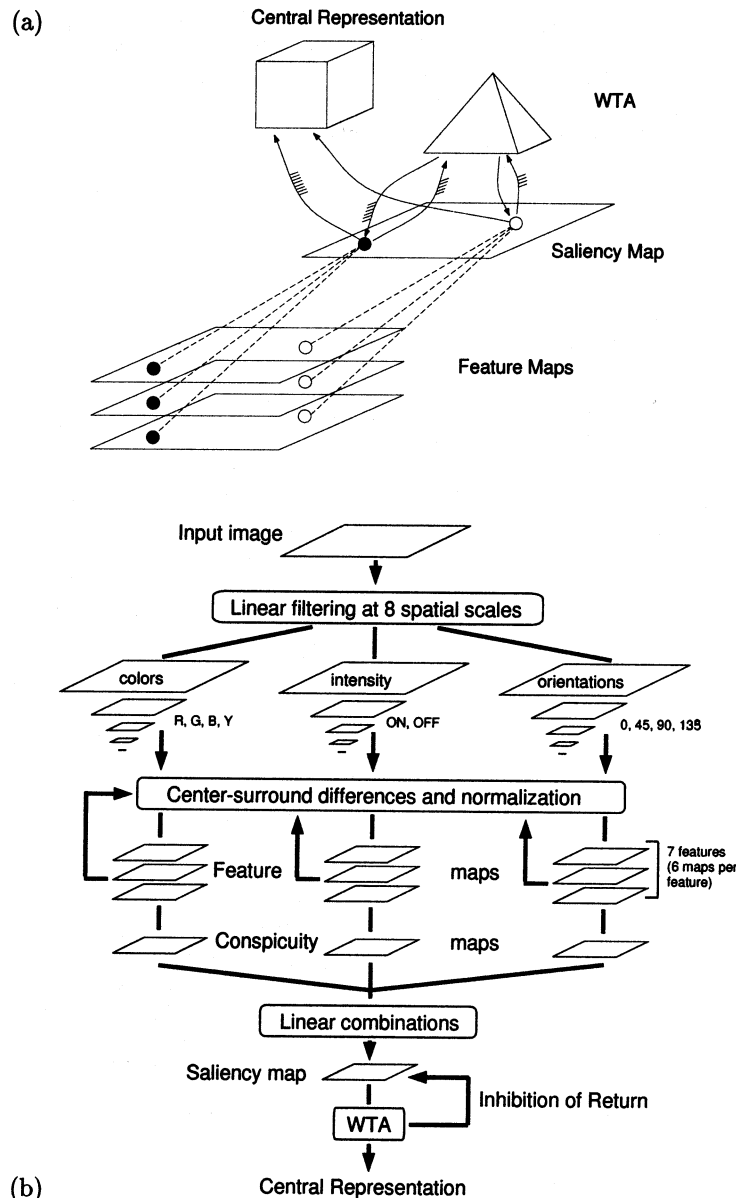 (a)
Central Representation
WTA
Saliency Map
Feature Maps
Input image
Linear filtering at 8 spatial scales
colors
intensity
orientations
R, G, B, Y
ON, OFF
0, 45, 90, 135
Center-surround differences and normalization
Feature
maps
7 features
(6 maps per
feature)
Conspicuity
maps
Linear combinations
Saliency map
Inhibition of Return
WTA
(b)
Central Representation